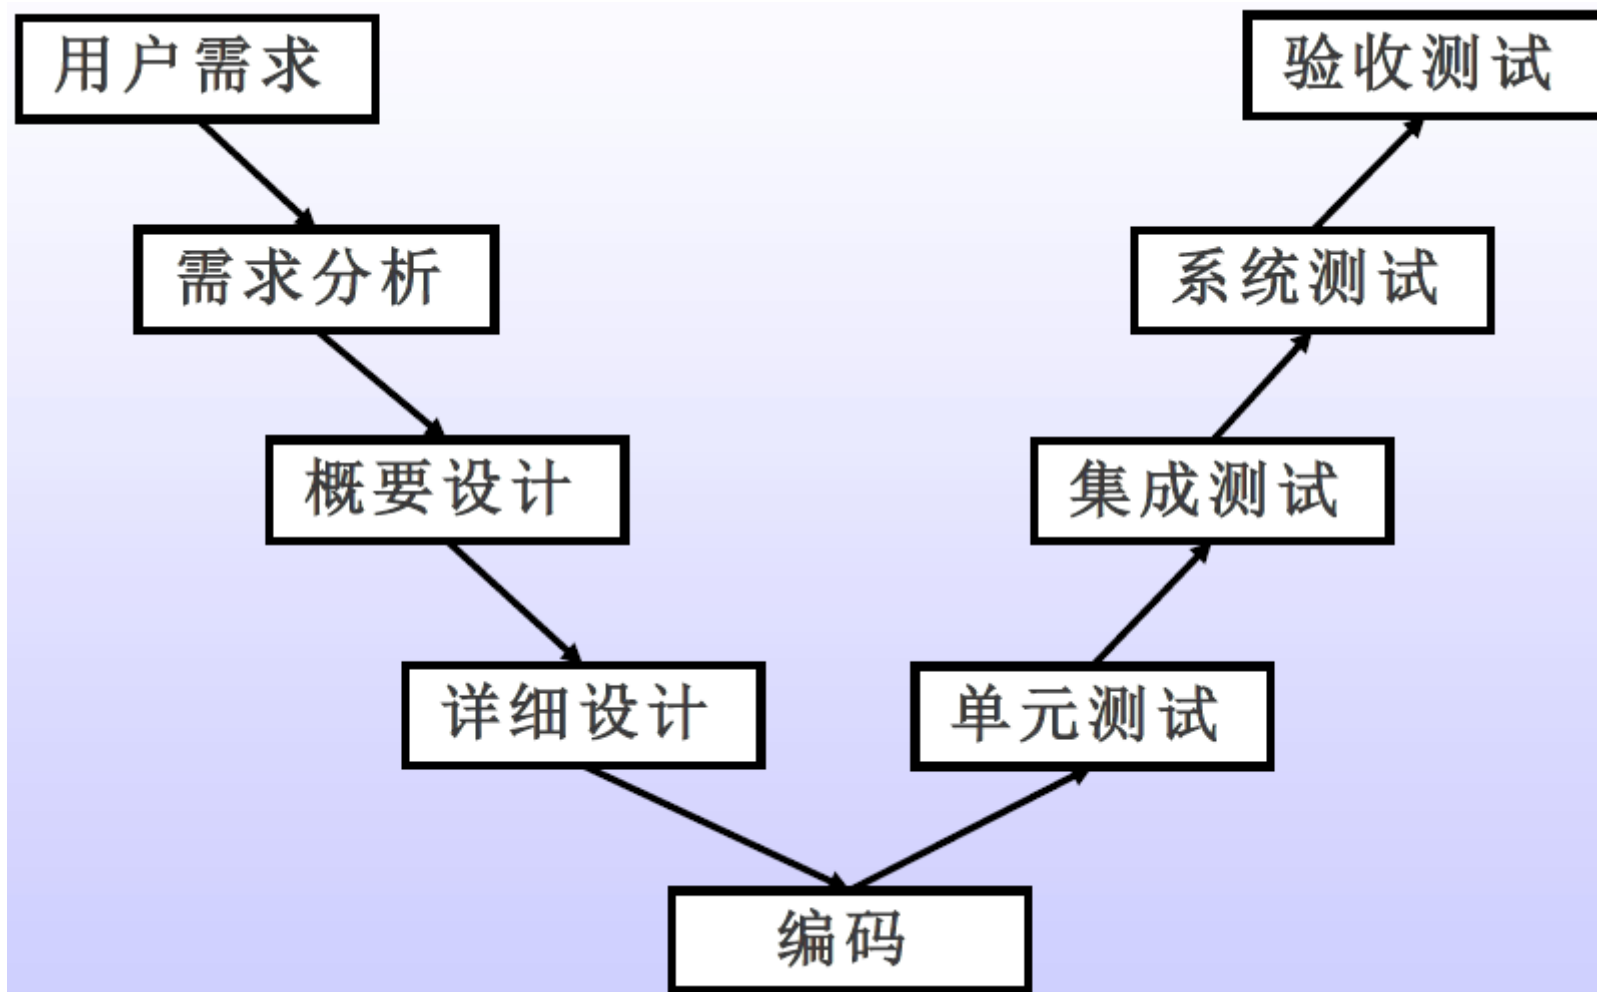 用户需求
验收测试
需求分析
系统测试
概要设计
集成测试
详细设计
单元测试
编码